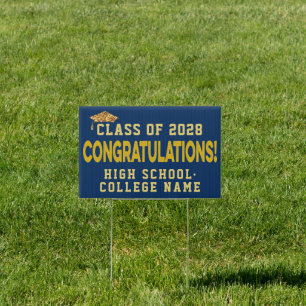 CLASS OF 2028
CONGRATULATIONS!
HIGH SCHOOL·
COLLEGE NAME